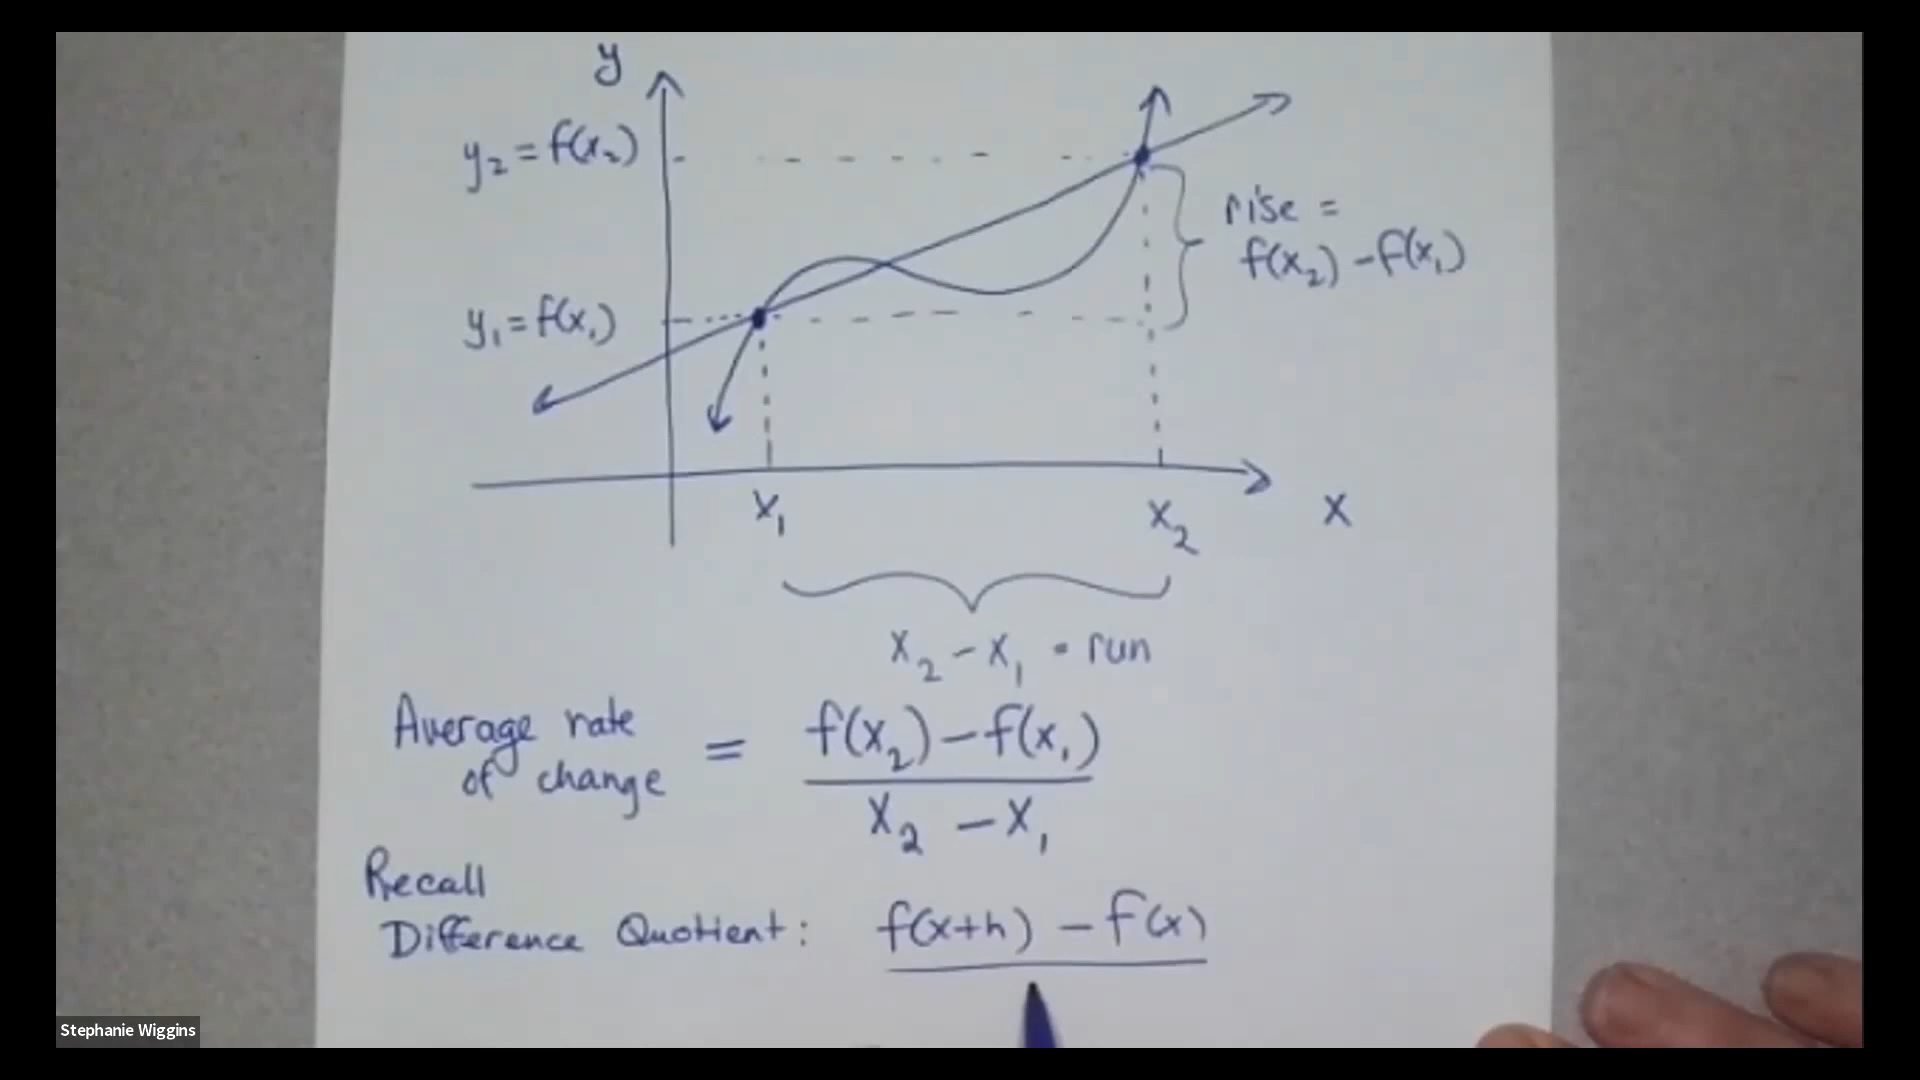 y
y₂ = f(x₂)
rise =
f(x₂) - f(x₁)
y₁ = f(x₁)
x₁
x₂
x
x₂ - x₁ = run
Average rate
of change
=
f(x₂) - f(x₁)
x₂ - x₁
Recall
Difference Quotient: f(x+h) - f(x)
Stephanie Wiggins